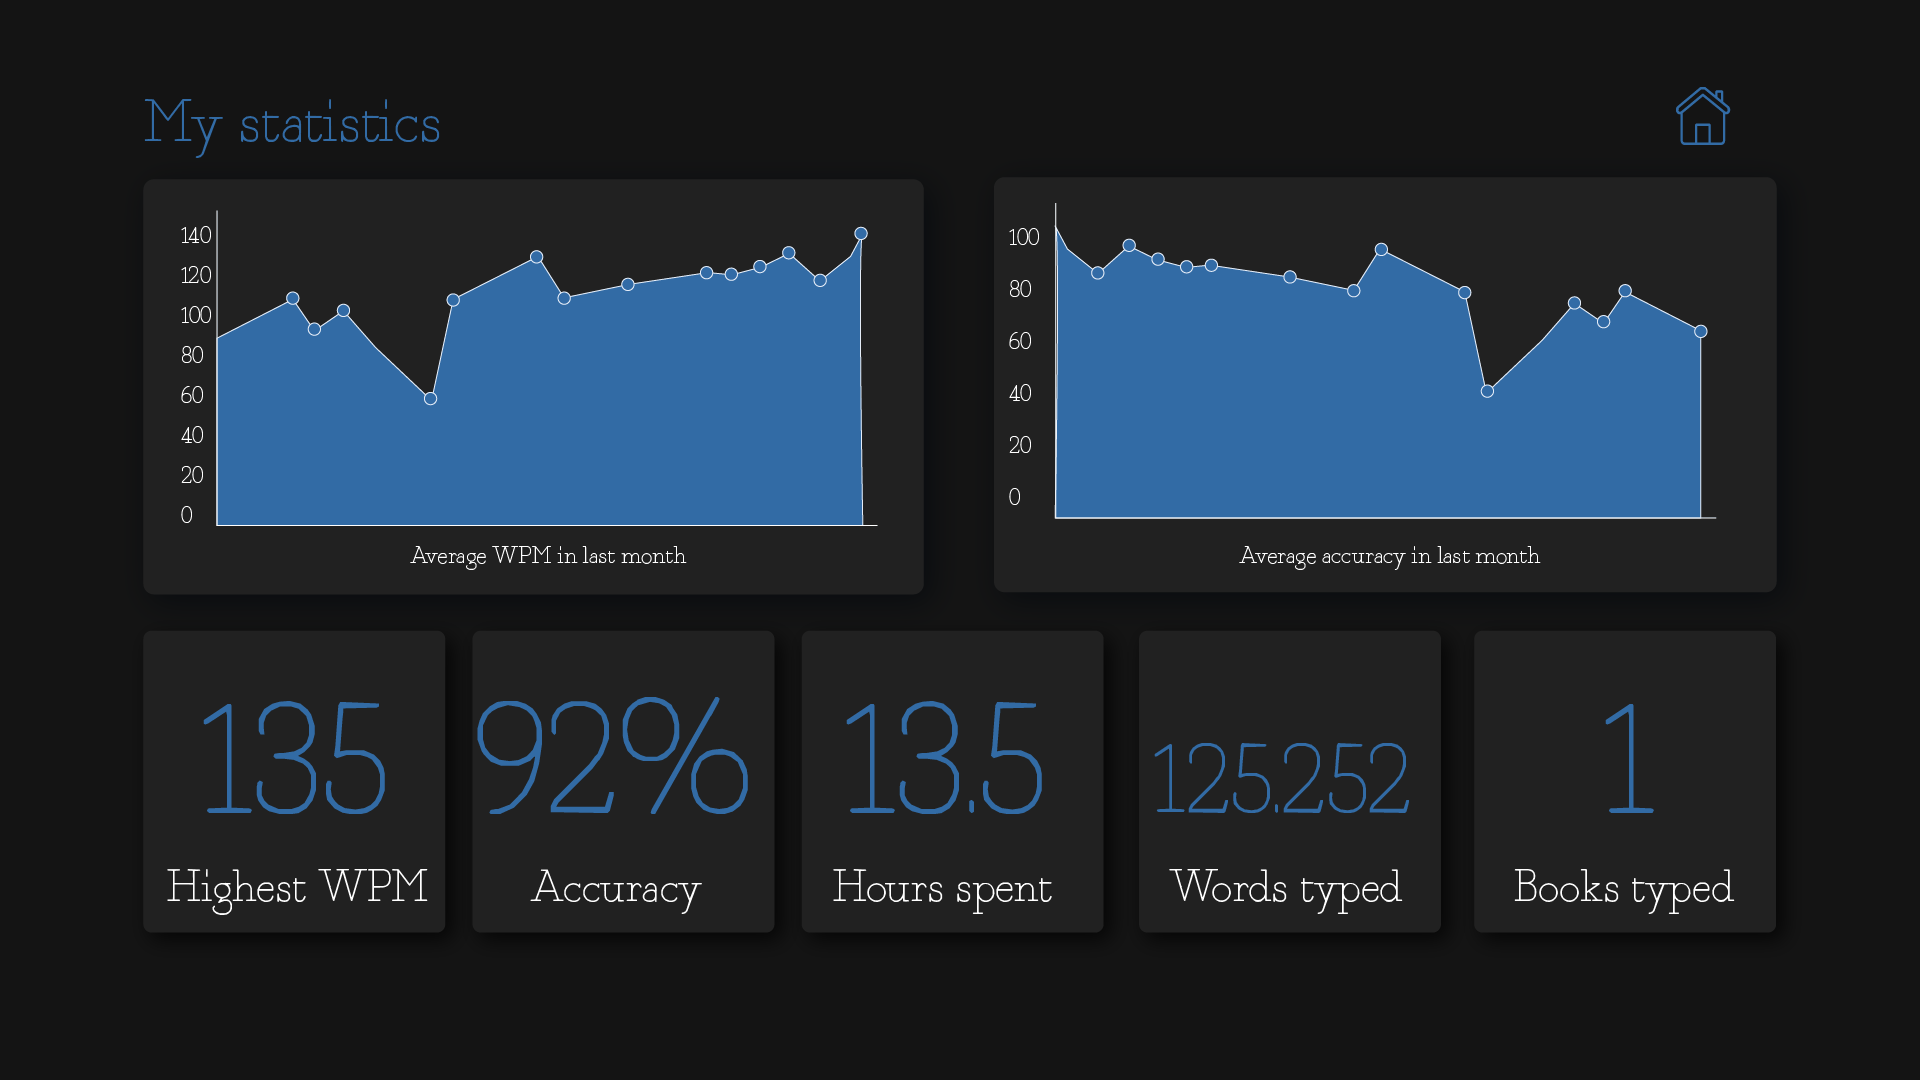 My statistics
140
120
100
80
60
40
20
0
Average WPM in last month
100
80
60
40
20
0
Average accuracy in last month
135
Highest WPM
92%
Accuracy
13.5
Hours spent
125.252
Words typed
1
Books typed